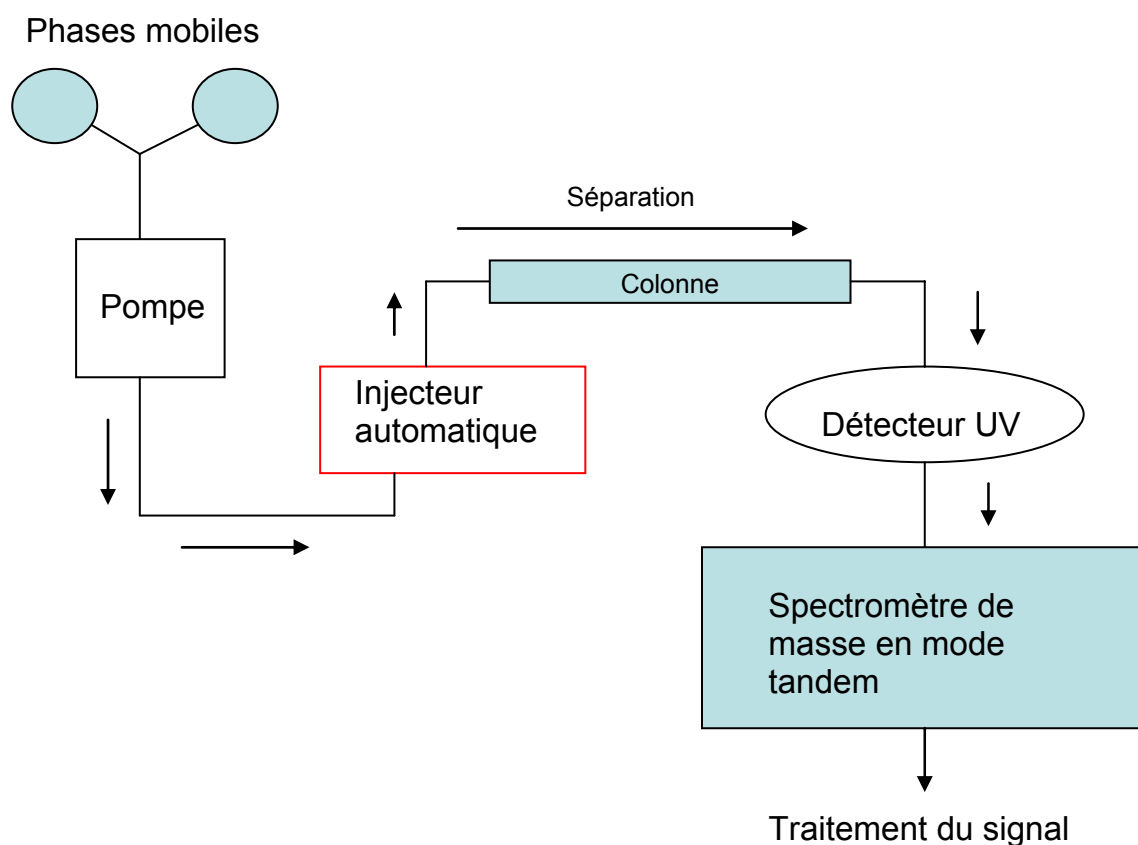 Phases mobiles
Pompe
Injecteur
automatique
Séparation
Colonne
Détecteur UV
Spectromètre de
masse en mode
tandem
Traitement du signal